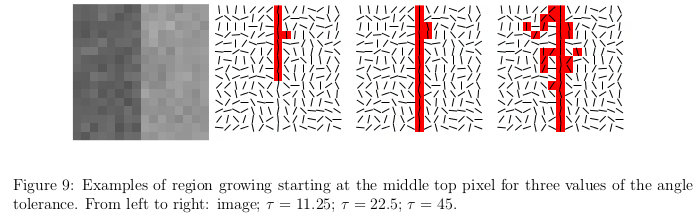 Figure 9: Examples of region growing starting at the middle top pixel for three values of the angle
tolerance. From left to right: image; τ = 11.25; τ = 22.5; τ = 45.